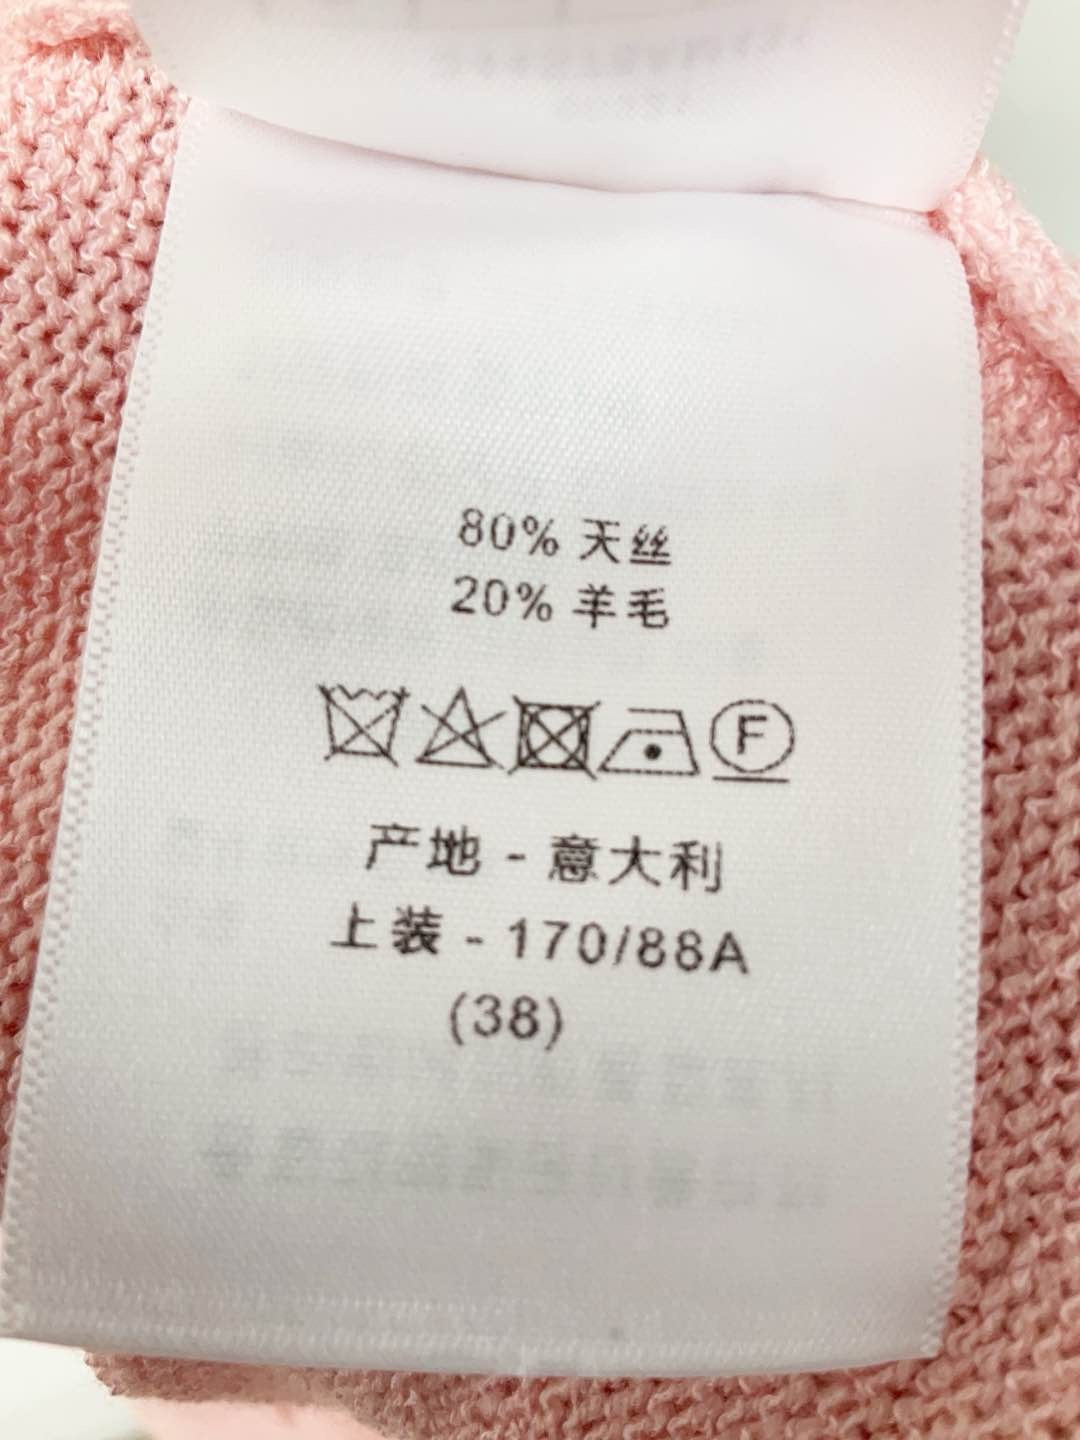 80% 天丝
20% 羊毛
F
产地 - 意大利
上装 - 170/88A
(38)